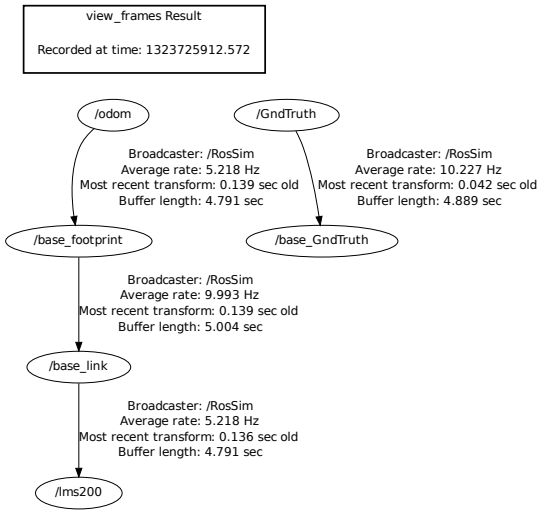 view_frames Result
Recorded at time: 1323725912.572
/odom
/GndTruth
Broadcaster: /RosSim
Average rate: 5.218 Hz
Most recent transform: 0.139 sec old
Buffer length: 4.791 sec
Broadcaster: /RosSim
Average rate: 10.227 Hz
Most recent transform: 0.042 sec old
Buffer length: 4.889 sec
/base_footprint
/base_GndTruth
Broadcaster: /RosSim
Average rate: 9.993 Hz
Most recent transform: 0.139 sec old
Buffer length: 5.004 sec
/base_link
Broadcaster: /RosSim
Average rate: 5.218 Hz
Most recent transform: 0.136 sec old
Buffer length: 4.791 sec
/lms200